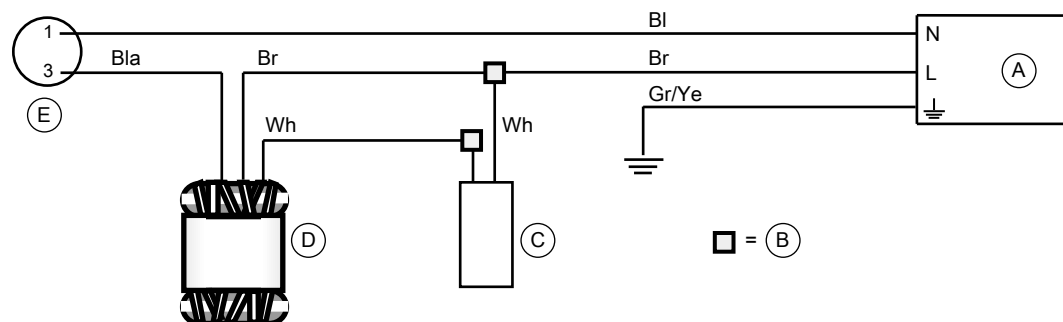 1 Bl N
3 Bla Br Br L A
E Gr/Ye
Wh Wh
D C = B